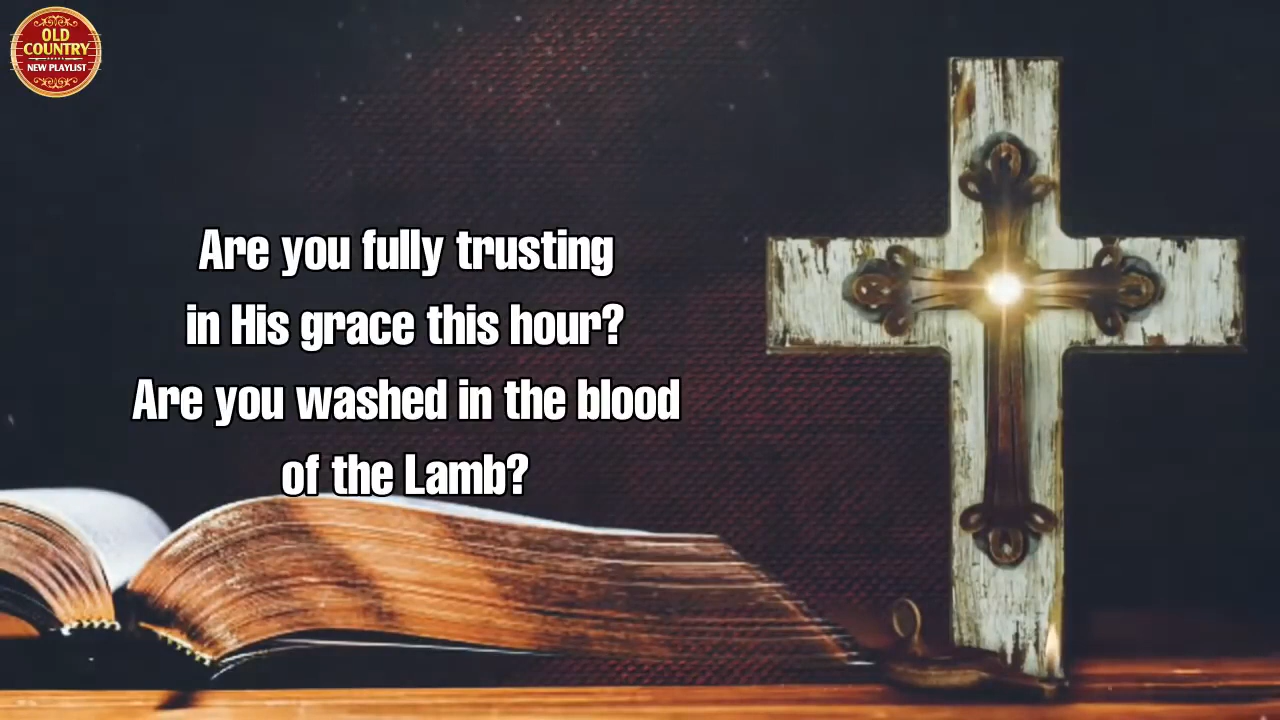 OLD
COUNTRY
NEW PLAYLIST
Are you fully trusting
in His grace this hour?
Are you washed in the blood
of the Lamb?